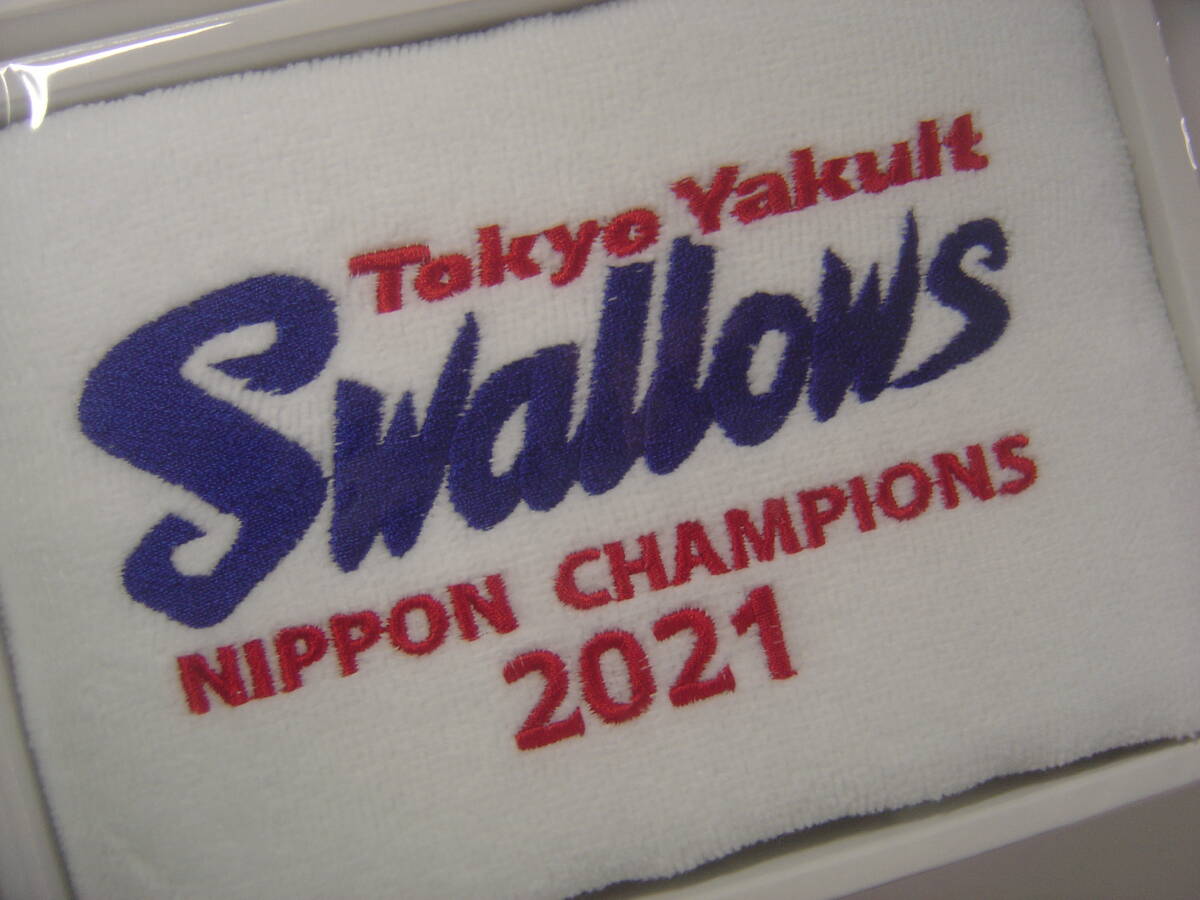 Tokyo Yakult
Swallows
NIPPON CHAMPIONS
2021